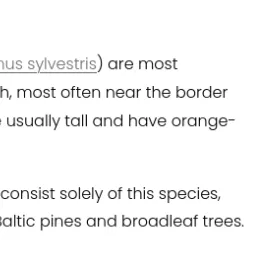 nus sylvestris) are most
h, most often near the border
usually tall and have orange-
consist solely of this species,
Baltic pines and broadleaf trees.